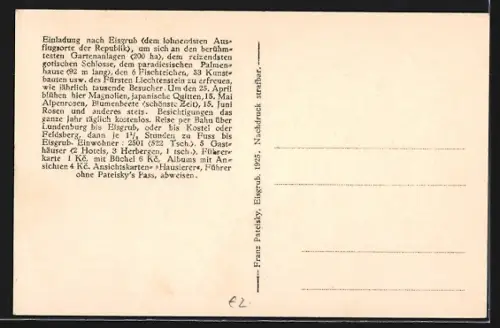 Einladung nach Eisgrub (dem lohnendsten Aus-
flugsorte der Republik), um sich an den berühm-
testen Gartenanlagen (200 ha), dem reizendsten
gotischen Schlosse, dem paradiesischen Palmen-
hause (92 m lang), den 6 Fischteichen, 33 Kunst-
bauten usw. des Fürsten Liechtenstein zu erfreuen,
wie jährlich tausende Besucher. Um den 25. April
blühen hier Magnolien, japanische Quitten, 15. Mai
Alpenrosen, Blumenbeete (schönste Zeit), 15. Juni
Rosen und anderes stets. Besichtigungen das
ganze Jahr täglich kostenlos. Reise per Bahn über
Lundenburg bis Eisgrub, oder bis Kostel oder
Feldsberg, dann je 1¹/₄ Stunden zu Fuss bis
Eisgrub. Einwohner: 2501 (522 Tsch.). 5 Gast-
häuser (2 Hotels, 3 Herbergen, 1 tsch.). Führer-
karte 1 Kč. mit Büchel 6 Kč. Albums mit An-
sichten 4 Kč. Ansichtskarten- »Hausierer«, Führer
ohne Pateisky's Pass, abweisen.
Franz Pateisky, Eisgrub. 1925. Nachdruck strafbar.
£2